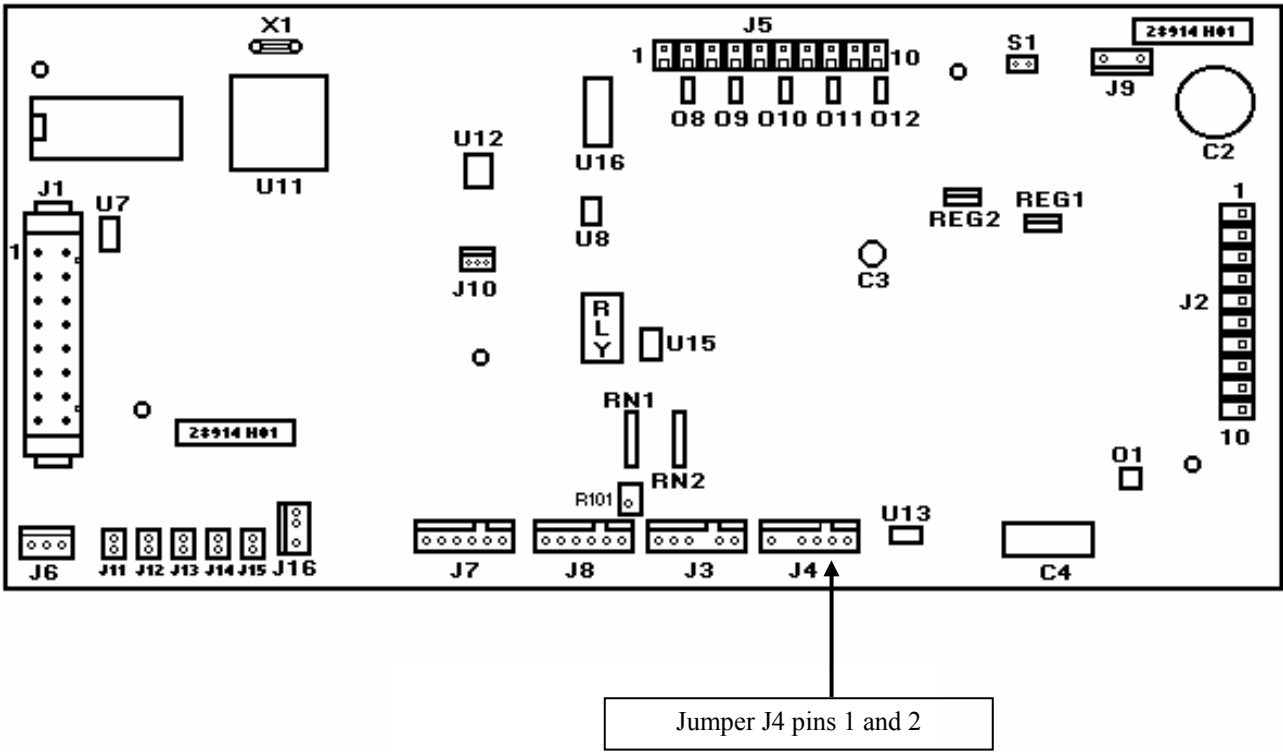 X1
J5
S1
28914 H01
1
10
J9
O8 O9 O10 O11 O12
C2
U12
U16
U11
J1
U7
1
REG2
REG1
1
U8
J10
C3
J2
RLY
U15
RN1
28914 H01
10
RN2
O1
R101
U13
J6
J11 J12 J13 J14 J15 J16
J7
J8
J3
J4
C4
Jumper J4 pins 1 and 2